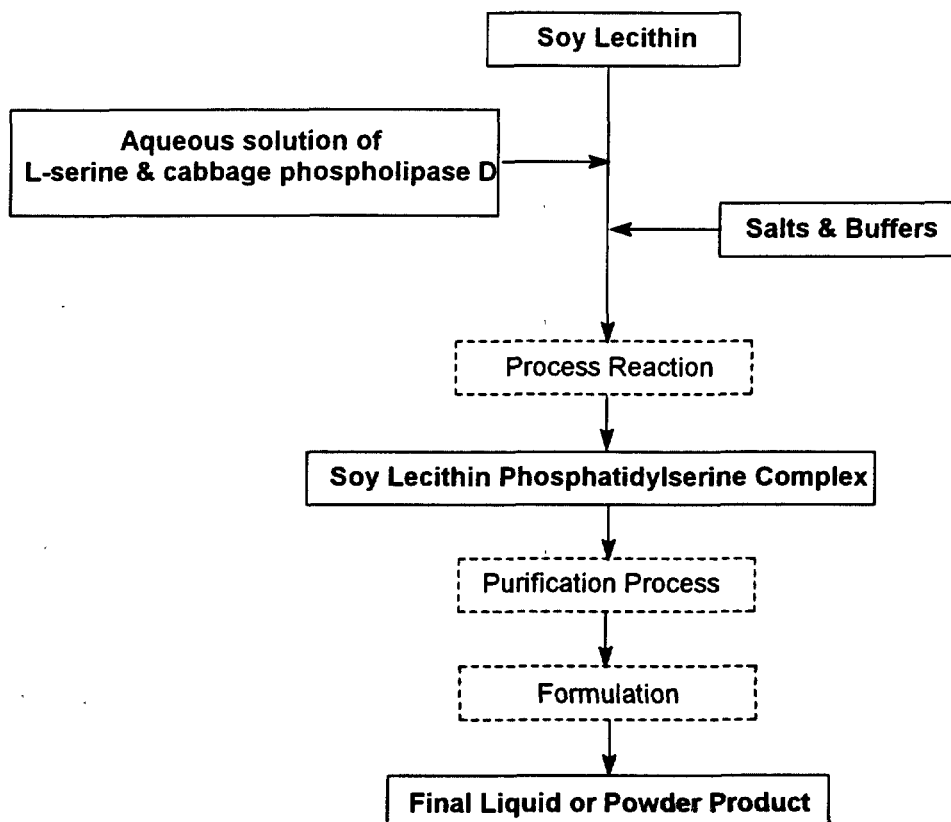 Soy Lecithin
Aqueous solution of
L-serine & cabbage phospholipase D
Salts & Buffers
Process Reaction
Soy Lecithin Phosphatidylserine Complex
Purification Process
Formulation
Final Liquid or Powder Product